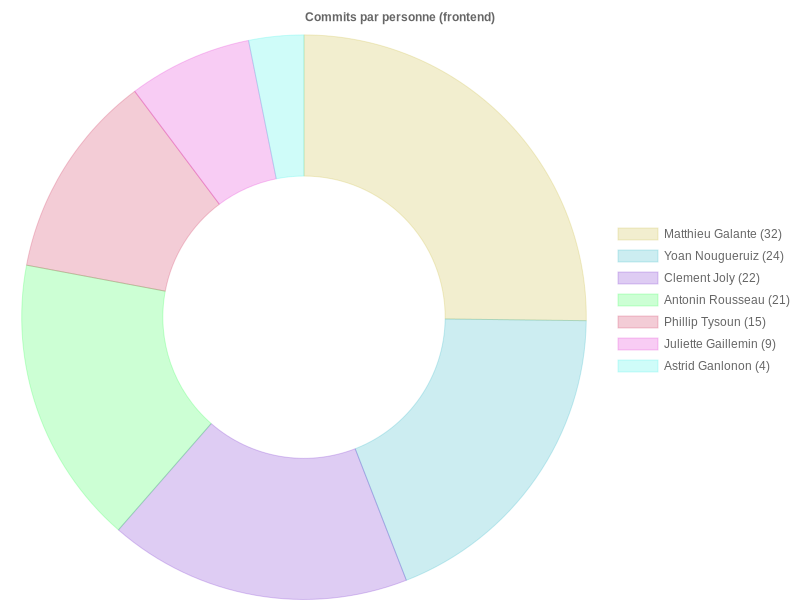 Commits par personne (frontend)
Matthieu Galante (32)
Yoan Nougueruiz (24)
Clement Joly (22)
Antonin Rousseau (21)
Phillip Tysoun (15)
Juliette Gaillemin (9)
Astrid Ganlonon (4)